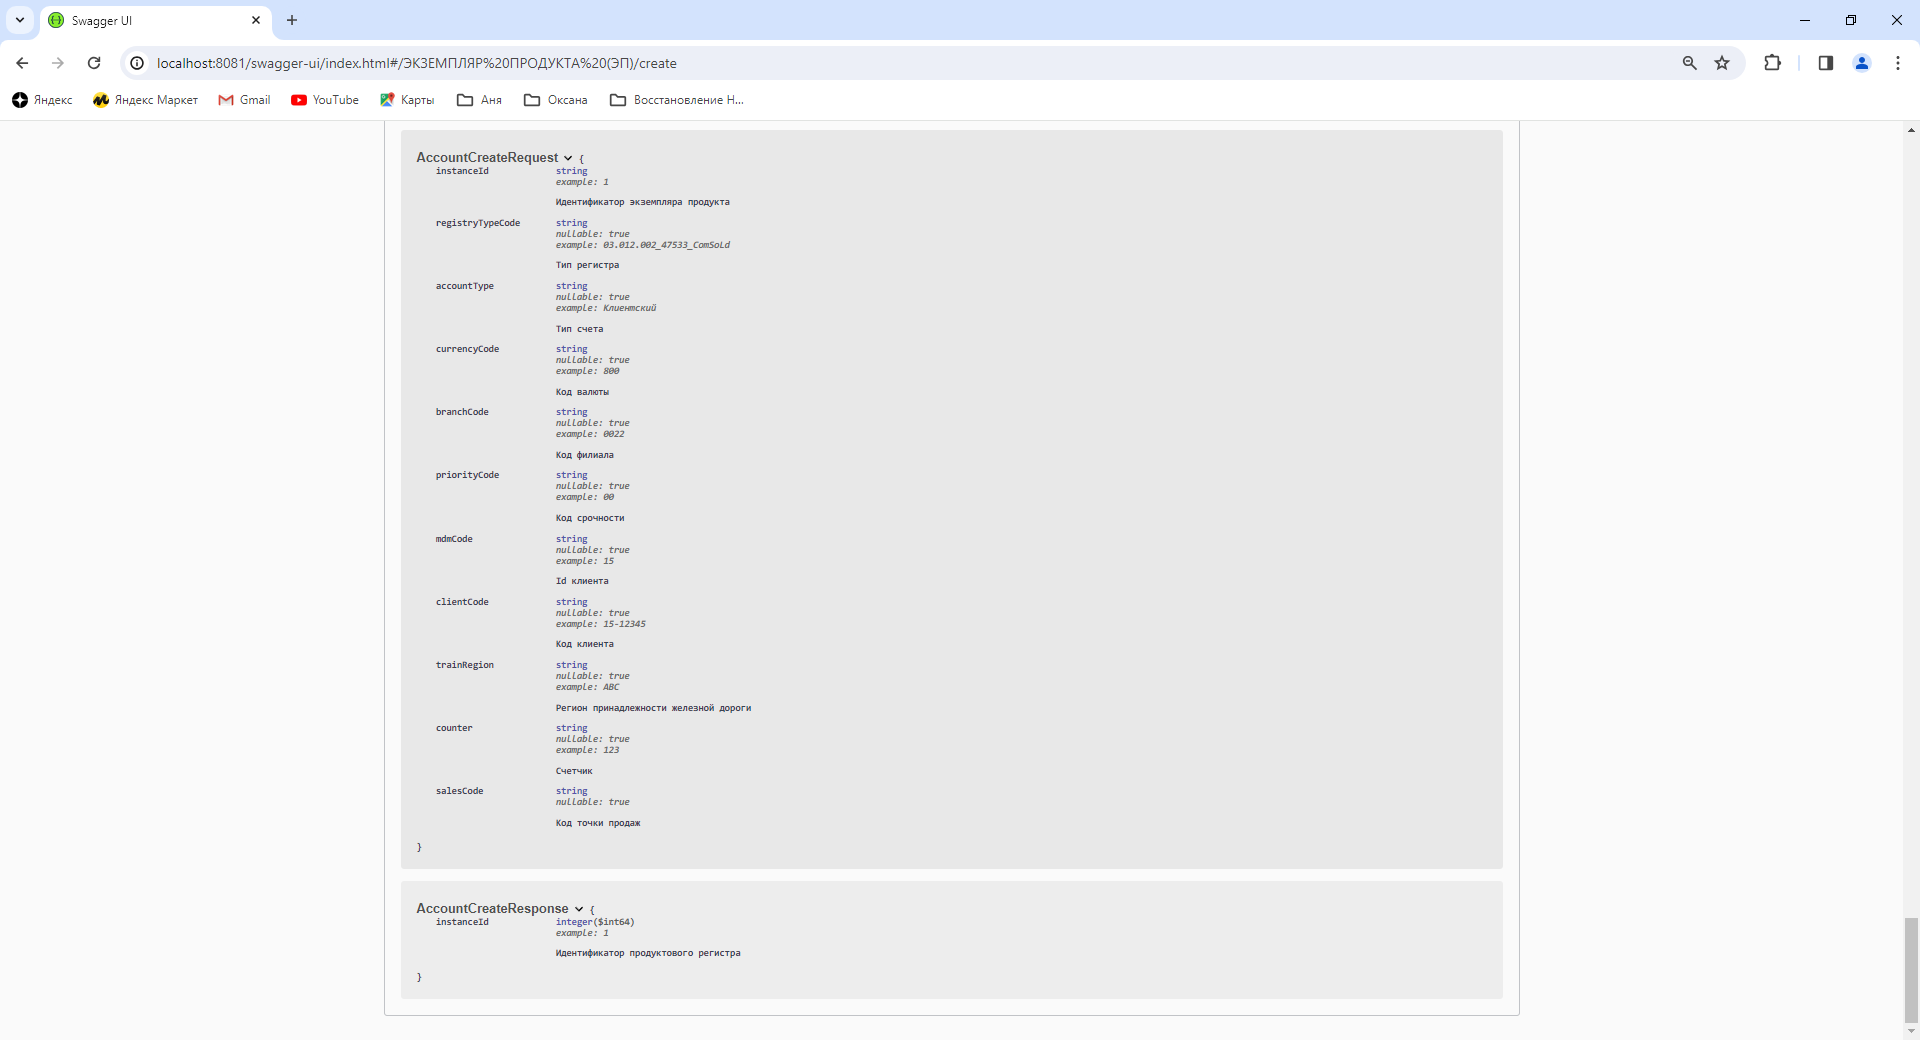 Swagger UI
localhost:8081/swagger-ui/index.html#/ЭКЗЕМПЛЯР%20ПРОДУКТА%20(ЭП)/create
Яндекс
Яндекс Маркет
Gmail
YouTube
Карты
Аня
Оксана
Восстановление Н...
AccountCreateRequest {
instanceId string
example: 1
Идентификатор экземпляра продукта
registryTypeCode string
nullable: true
example: 03.012.002_47533_ComSoLd
Тип регистра
accountType string
nullable: true
example: Клиентский
Тип счета
currencyCode string
nullable: true
example: 800
Код валюты
branchCode string
nullable: true
example: 0022
Код филиала
priorityCode string
nullable: true
example: 00
Код срочности
mdmCode string
nullable: true
example: 15
Id клиента
clientCode string
nullable: true
example: 15-12345
Код клиента
trainRegion string
nullable: true
example: ABC
Регион принадлежности железной дороги
counter string
nullable: true
example: 123
Счетчик
salesCode string
nullable: true
Код точки продаж
}
AccountCreateResponse {
instanceId integer($int64)
example: 1
Идентификатор продуктового регистра
}